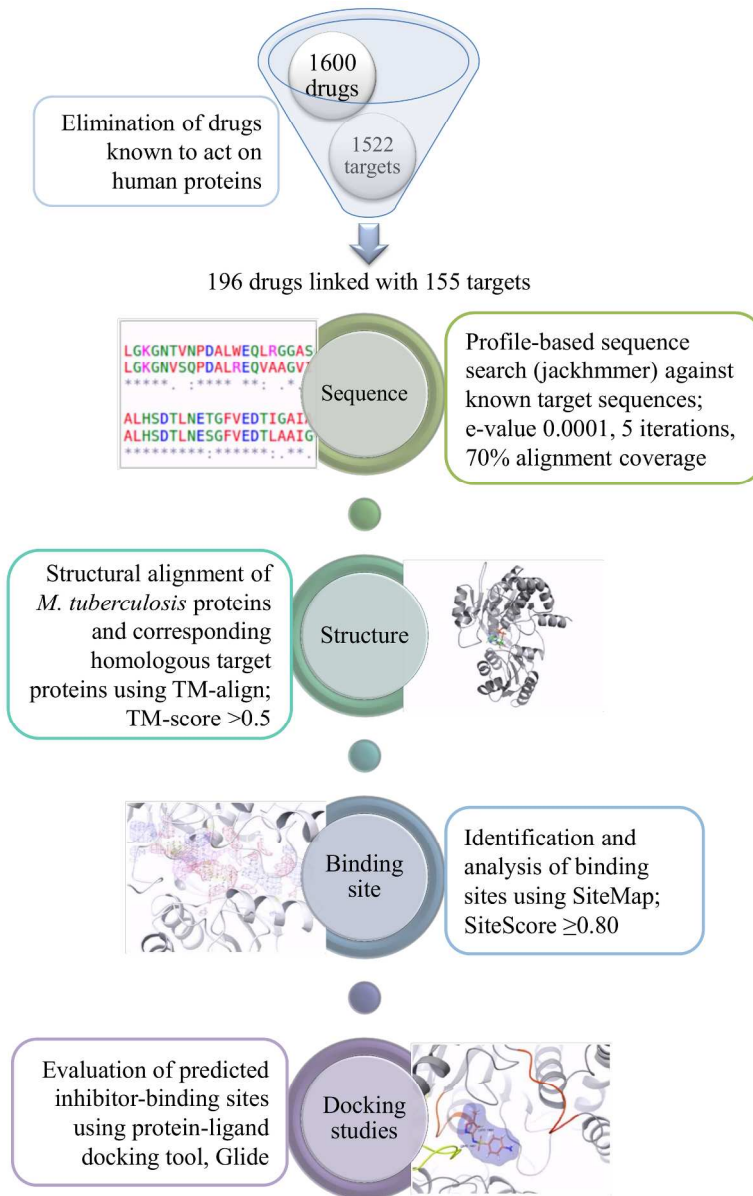 1600
drugs
1522
targets
Elimination of drugs
known to act on
human proteins
196 drugs linked with 155 targets
LGKGNTVNPDALWEQLRGGAS
LGKGNVSQPDALREQVAAGVI
*****. :**** **: .*.
ALHSDTLNETGFVEDTIGAIA
ALHSDTLNESGFVEDTLAAIG
*********:******:.**.
Sequence
Profile-based sequence
search (jackhmmer) against
known target sequences;
e-value 0.0001, 5 iterations,
70% alignment coverage
Structural alignment of
M. tuberculosis proteins
and corresponding
homologous target
proteins using TM-align;
TM-score >0.5
Structure
Binding
site
Identification and
analysis of binding
sites using SiteMap;
SiteScore ≥0.80
Evaluation of predicted
inhibitor-binding sites
using protein-ligand
docking tool, Glide
Docking
studies